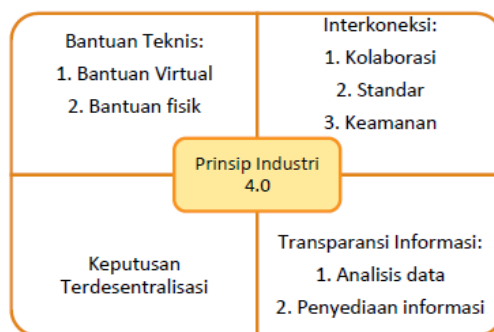 Bantuan Teknis:
1. Bantuan Virtual
2. Bantuan fisik
Interkoneksi:
1. Kolaborasi
2. Standar
3. Keamanan
Prinsip Industri
4.0
Keputusan
Terdesentralisasi
Transparansi Informasi:
1. Analisis data
2. Penyediaan informasi